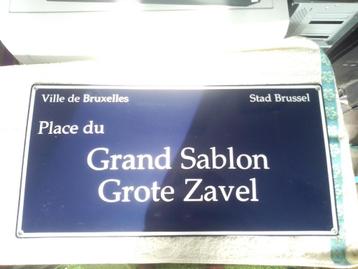 Ville de Bruxelles Stad Brussel
Place du
Grand Sablon
Grote Zavel